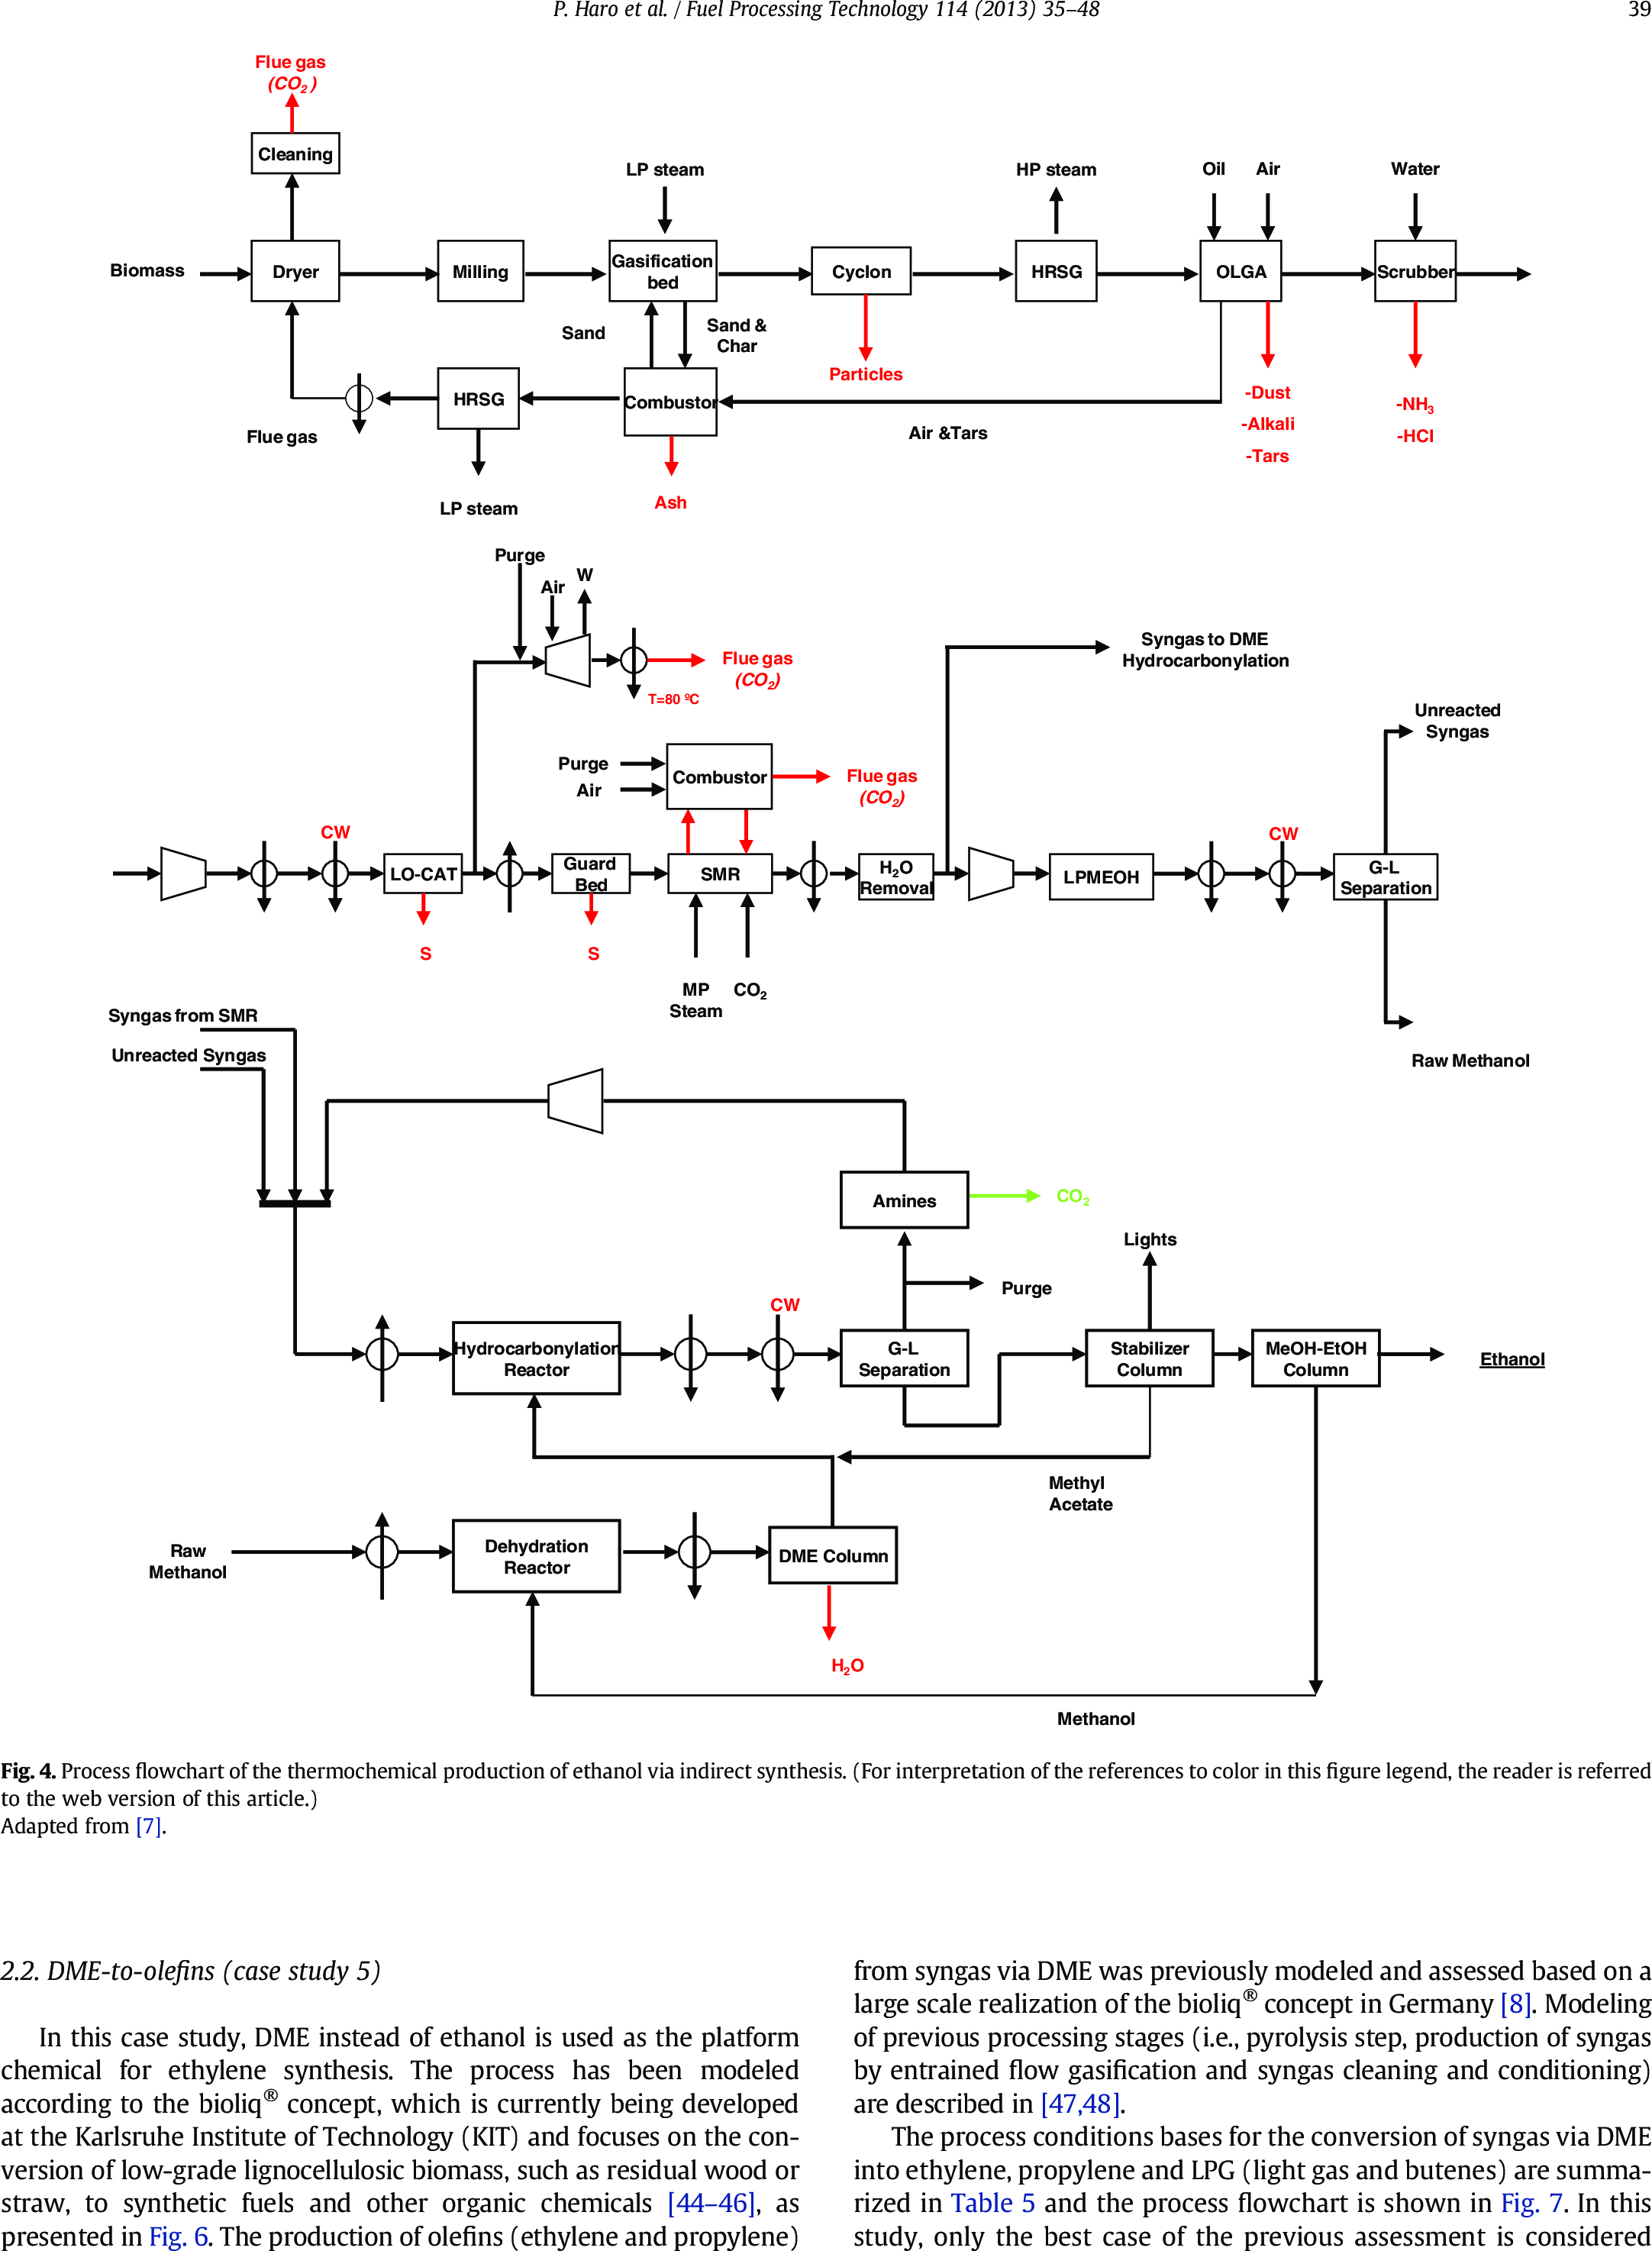 P. Haro et al. / Fuel Processing Technology 114 (2013) 35–48
39
Flue gas
(CO2)
Cleaning
LP steam
HP steam
Oil
Air
Water
Biomass
Dryer
Milling
Gasification
bed
Cyclon
HRSG
OLGA
Scrubber
Sand
Sand &
Char
Particles
-Dust
-Alkali
-Tars
-NH3
-HCl
HRSG
Combustor
Air &Tars
Flue gas
LP steam
Ash
Purge
Air
W
Flue gas
(CO2)
T=80 ºC
Syngas to DME
Hydrocarbonylation
Unreacted
Syngas
Purge
Air
Combustor
Flue gas
(CO2)
CW
LO-CAT
Guard
Bed
SMR
H2O
Removal
LPMEOH
CW
G-L
Separation
S
S
MP
Steam
CO2
Raw Methanol
Syngas from SMR
Unreacted Syngas
Amines
CO2
Lights
Purge
CW
Hydrocarbonylation
Reactor
G-L
Separation
Stabilizer
Column
MeOH-EtOH
Column
Ethanol
Methyl
Acetate
Raw
Methanol
Dehydration
Reactor
DME Column
H2O
Methanol
Fig. 4. Process flowchart of the thermochemical production of ethanol via indirect synthesis. (For interpretation of the references to color in this figure legend, the reader is referred
to the web version of this article.)
Adapted from [7].
2.2. DME-to-olefins (case study 5)
In this case study, DME instead of ethanol is used as the platform
chemical for ethylene synthesis. The process has been modeled
according to the bioliq® concept, which is currently being developed
at the Karlsruhe Institute of Technology (KIT) and focuses on the con-
version of low-grade lignocellulosic biomass, such as residual wood or
straw, to synthetic fuels and other organic chemicals [44–46], as
presented in Fig. 6. The production of olefins (ethylene and propylene)
from syngas via DME was previously modeled and assessed based on a
large scale realization of the bioliq® concept in Germany [8]. Modeling
of previous processing stages (i.e., pyrolysis step, production of syngas
by entrained flow gasification and syngas cleaning and conditioning)
are described in [47,48].
The process conditions bases for the conversion of syngas via DME
into ethylene, propylene and LPG (light gas and butenes) are summa-
rized in Table 5 and the process flowchart is shown in Fig. 7. In this
study, only the best case of the previous assessment is considered